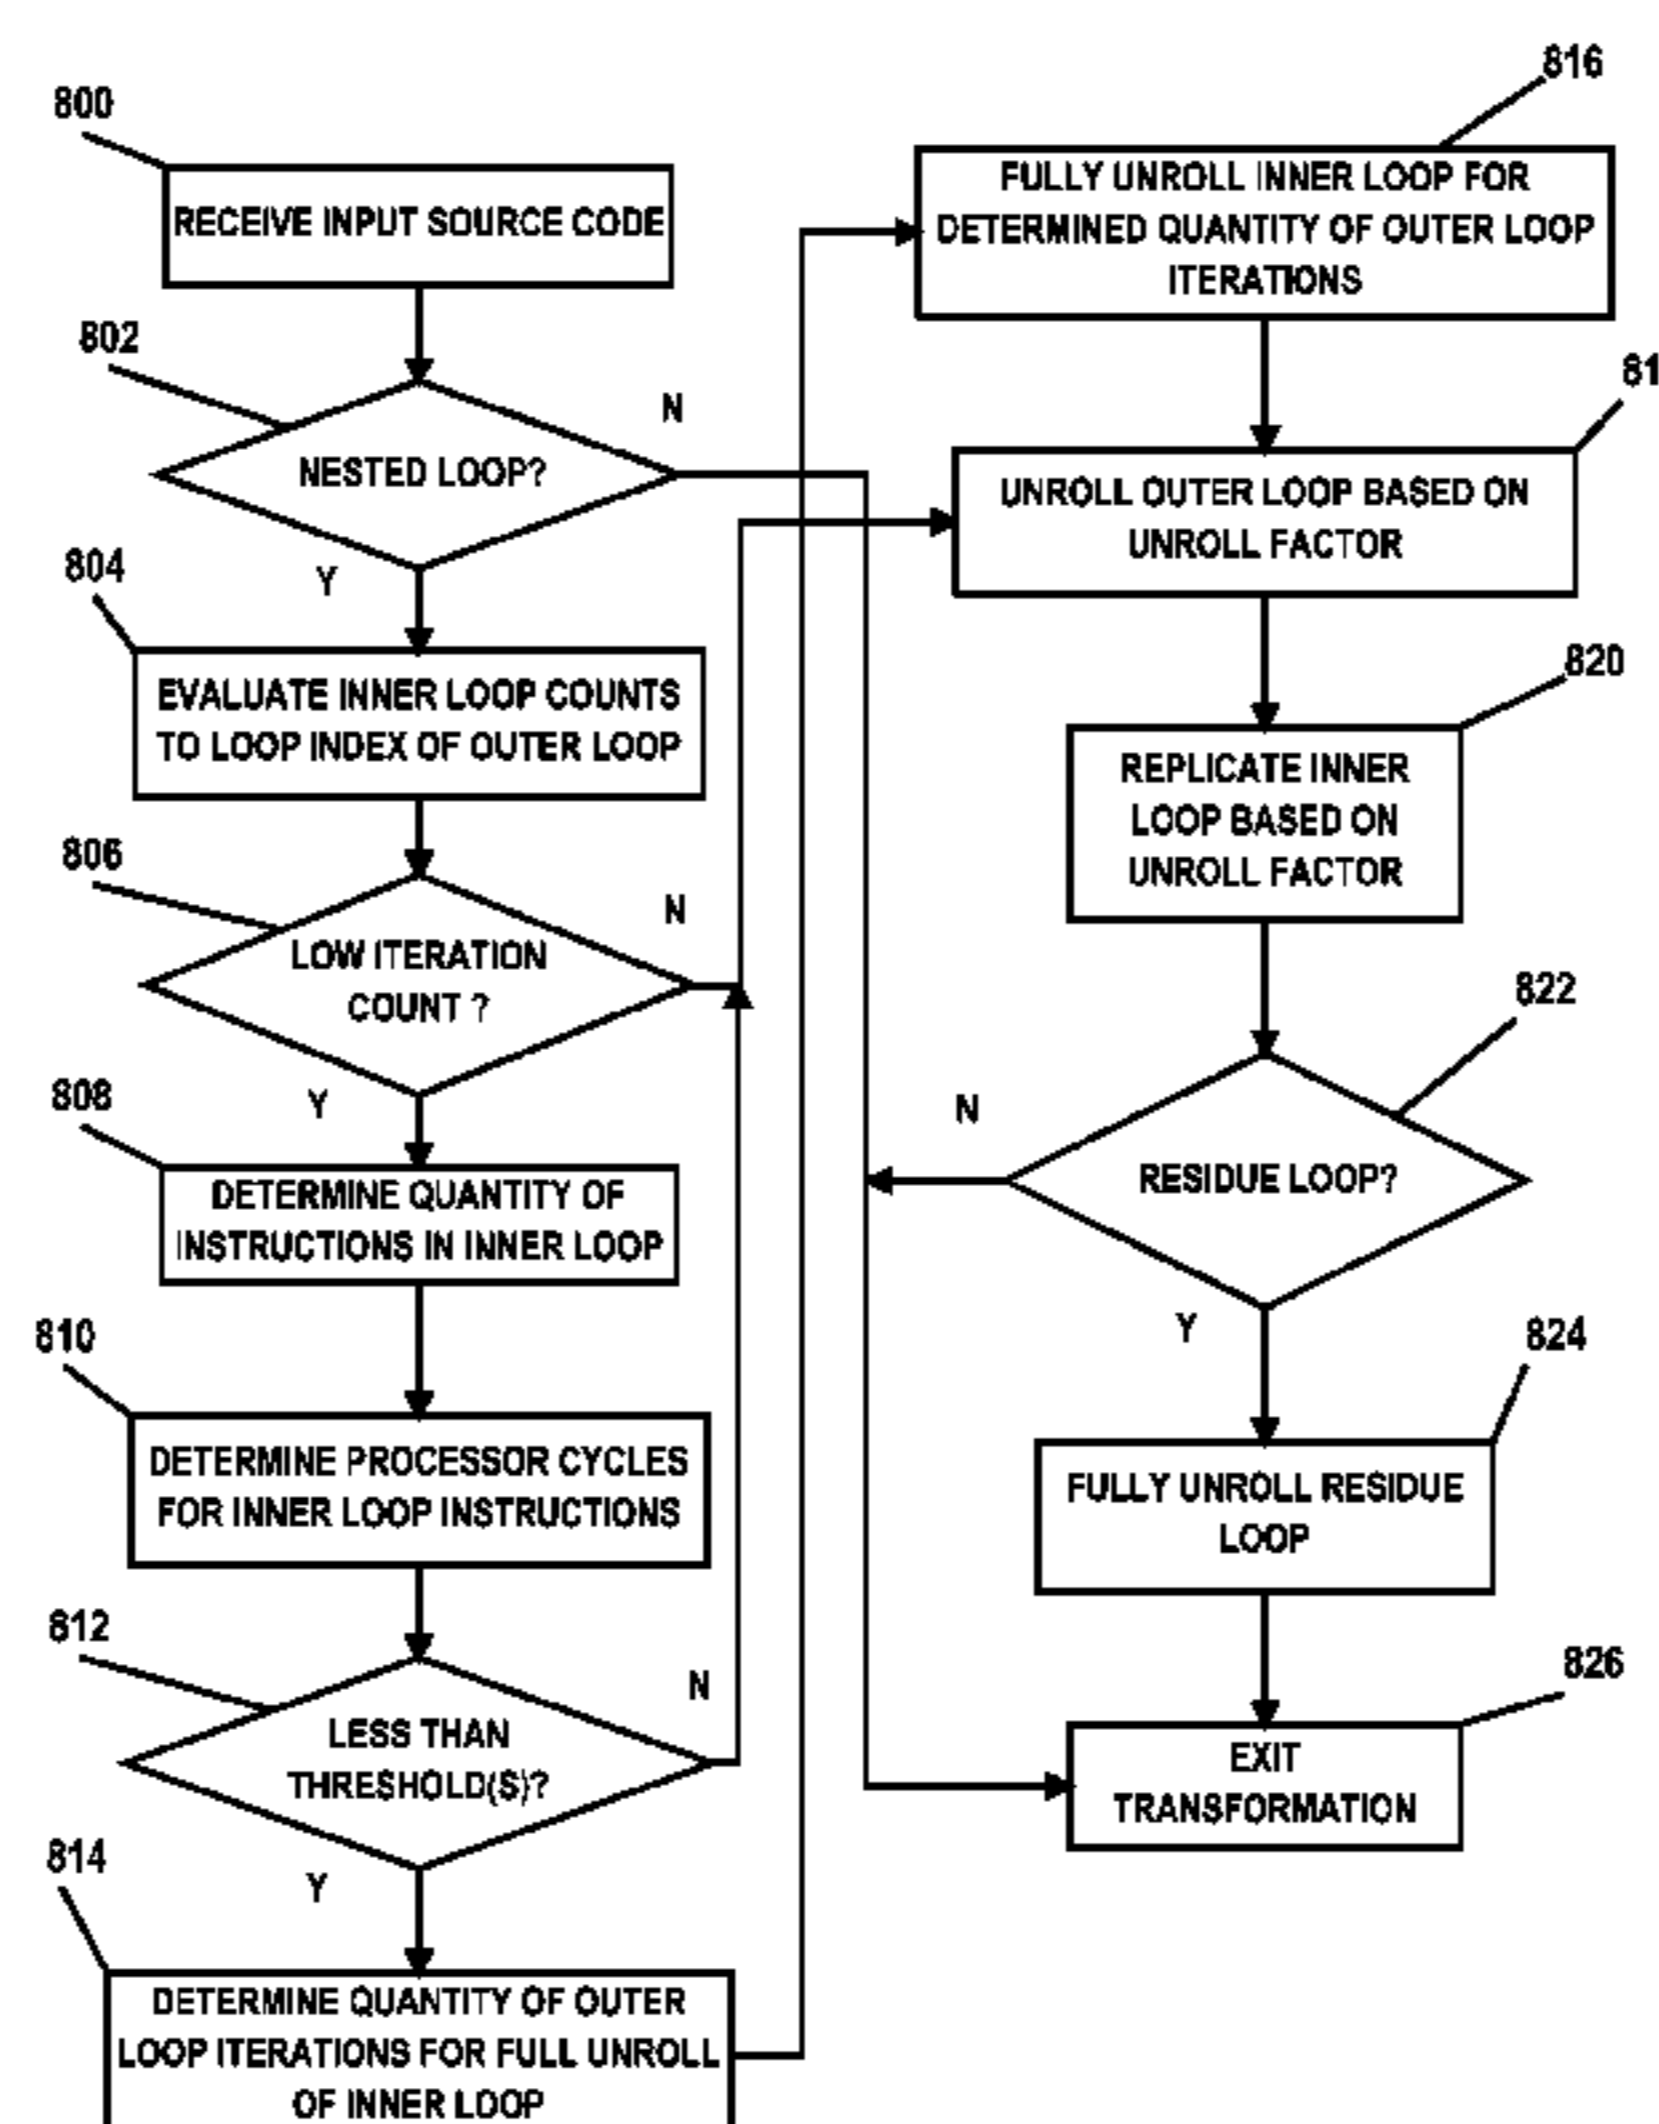 800
RECEIVE INPUT SOURCE CODE
802
NESTED LOOP?
N
Y
804
EVALUATE INNER LOOP COUNTS
TO LOOP INDEX OF OUTER LOOP
806
LOW ITERATION
COUNT ?
N
Y
808
DETERMINE QUANTITY OF
INSTRUCTIONS IN INNER LOOP
810
DETERMINE PROCESSOR CYCLES
FOR INNER LOOP INSTRUCTIONS
812
LESS THAN
THRESHOLD(S)?
N
Y
814
DETERMINE QUANTITY OF OUTER
LOOP ITERATIONS FOR FULL UNROLL
OF INNER LOOP
816
FULLY UNROLL INNER LOOP FOR
DETERMINED QUANTITY OF OUTER LOOP
ITERATIONS
81
UNROLL OUTER LOOP BASED ON
UNROLL FACTOR
820
REPLICATE INNER
LOOP BASED ON
UNROLL FACTOR
822
RESIDUE LOOP?
N
Y
824
FULLY UNROLL RESIDUE
LOOP
826
EXIT
TRANSFORMATION